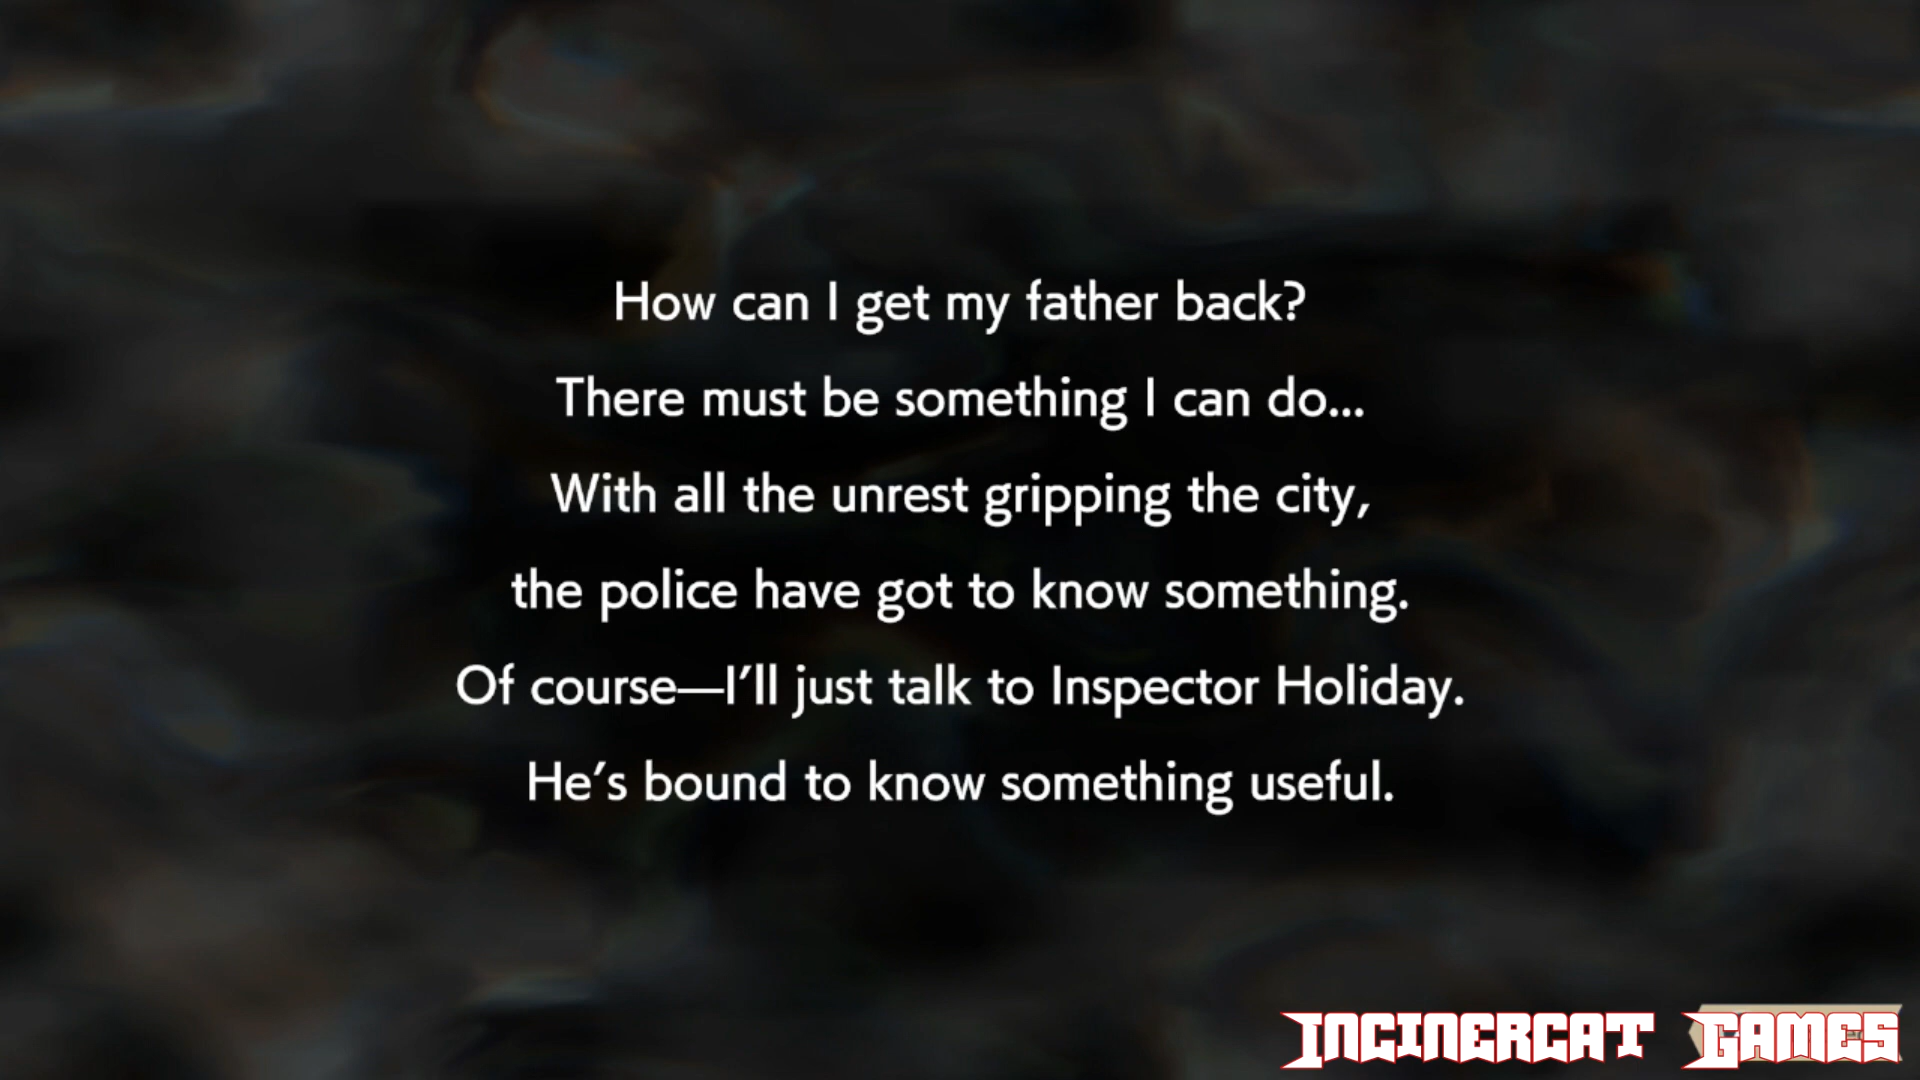 How can I get my father back?
There must be something I can do...
With all the unrest gripping the city,
the police have got to know something.
Of course—I’ll just talk to Inspector Holiday.
He’s bound to know something useful.
INCINERCAT GAMES